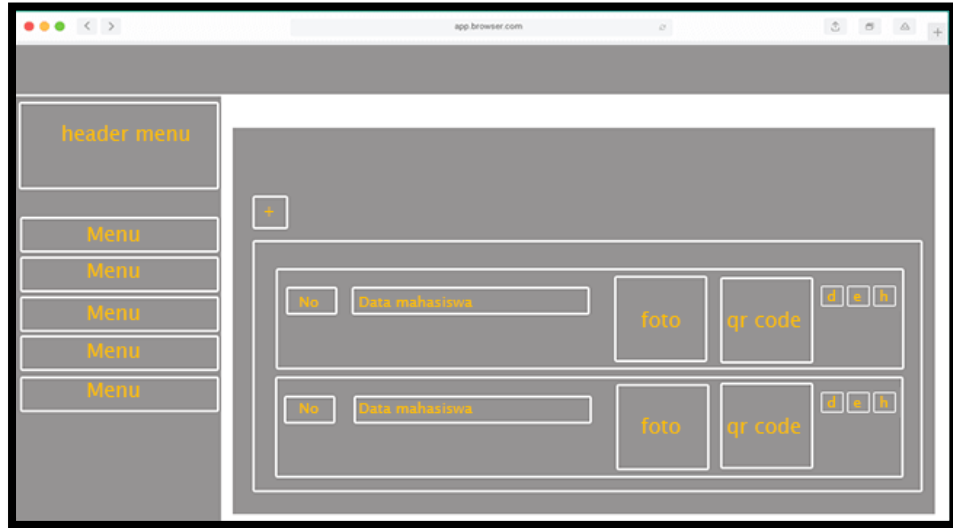 app.browser.com
header menu
Menu
Menu
Menu
Menu
Menu
+
No Data mahasiswa foto qr code d e h
No Data mahasiswa foto qr code d e h